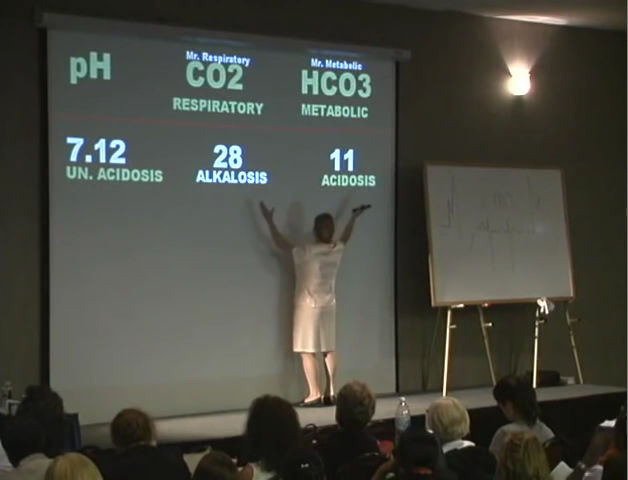 pH
Mr. Respiratory
CO2
RESPIRATORY
Mr. Metabolic
HCO3
METABOLIC
7.12
UN. ACIDOSIS
28
ALKALOSIS
11
ACIDOSIS